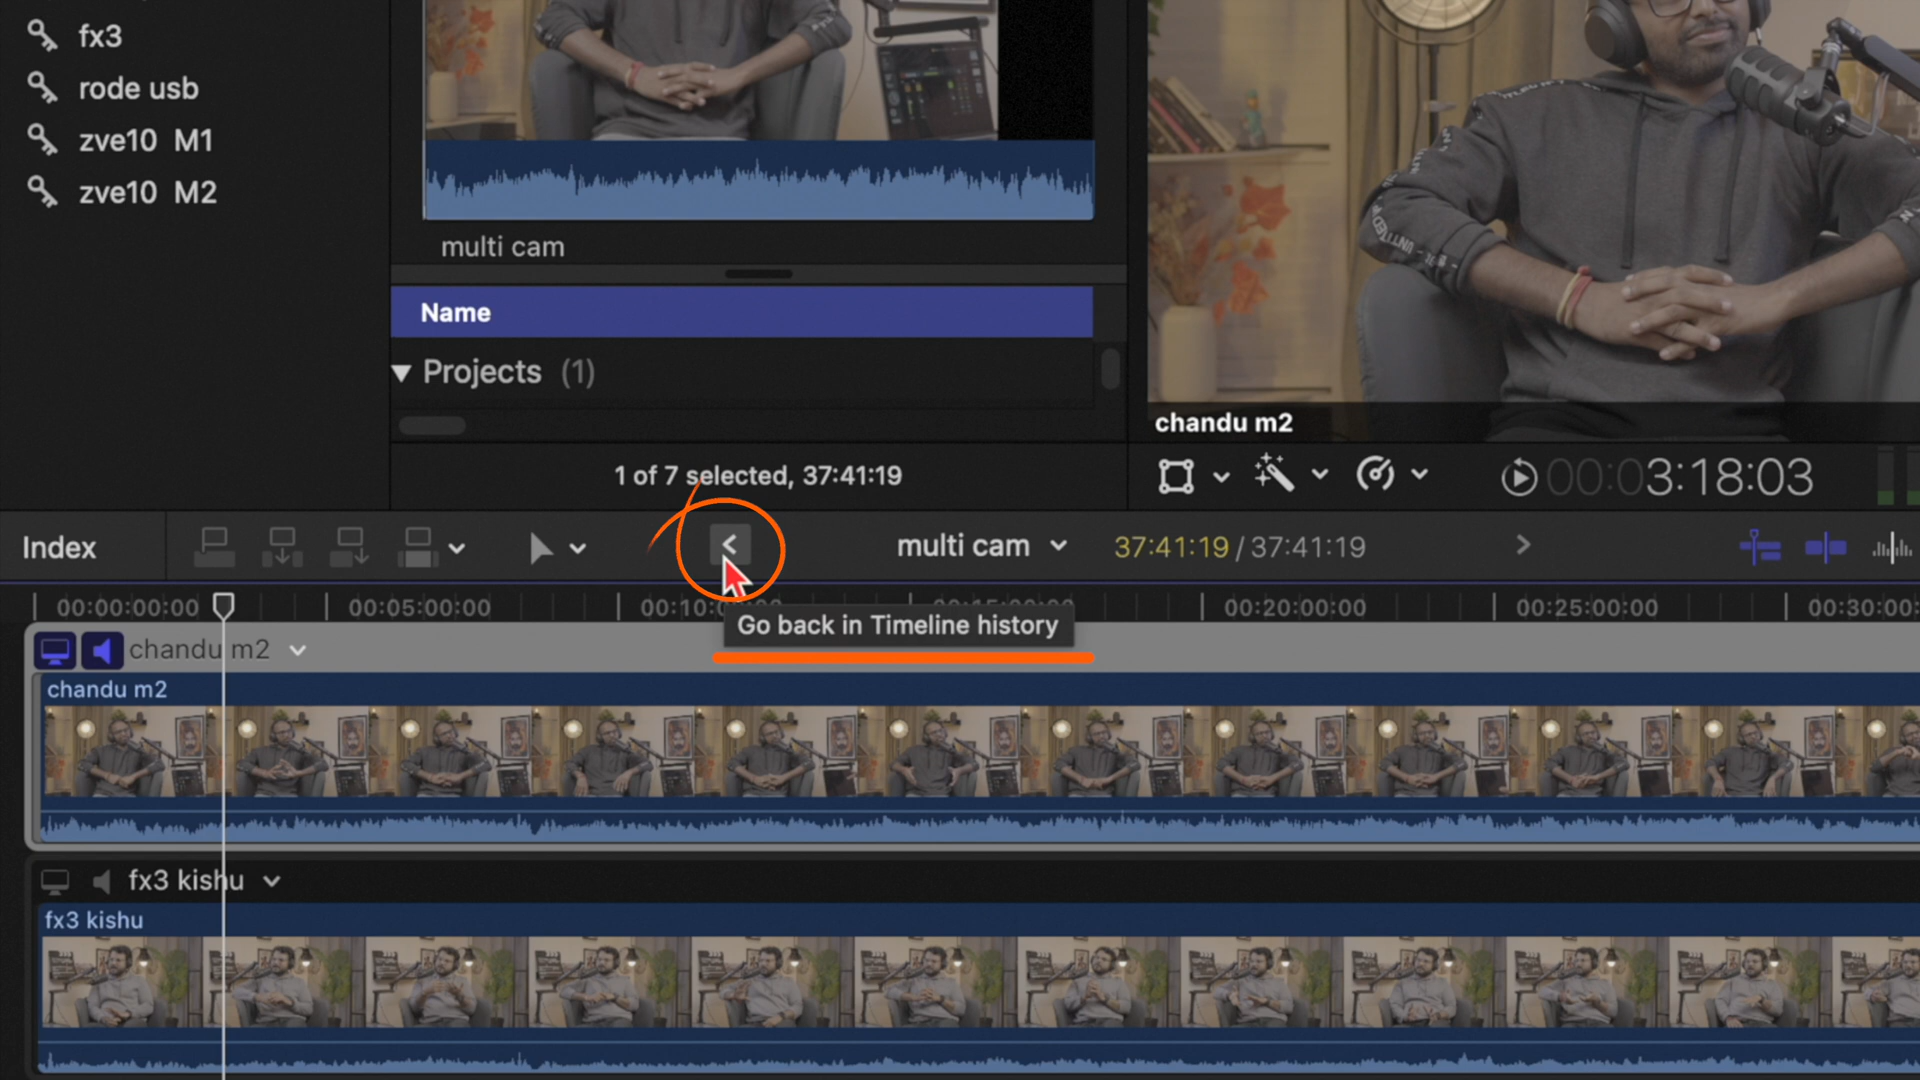 fx3
rode usb
zve10 M1
zve10 M2
multi cam
Name
Projects (1)
chandu m2
1 of 7 selected, 37:41:19
00:03:18:03
Index
multi cam
37:41:19 / 37:41:19
00:00:00:00
00:05:00:00
00:20:00:00
00:25:00:00
Go back in Timeline history
chandu m2
chandu m2
fx3 kishu
fx3 kishu